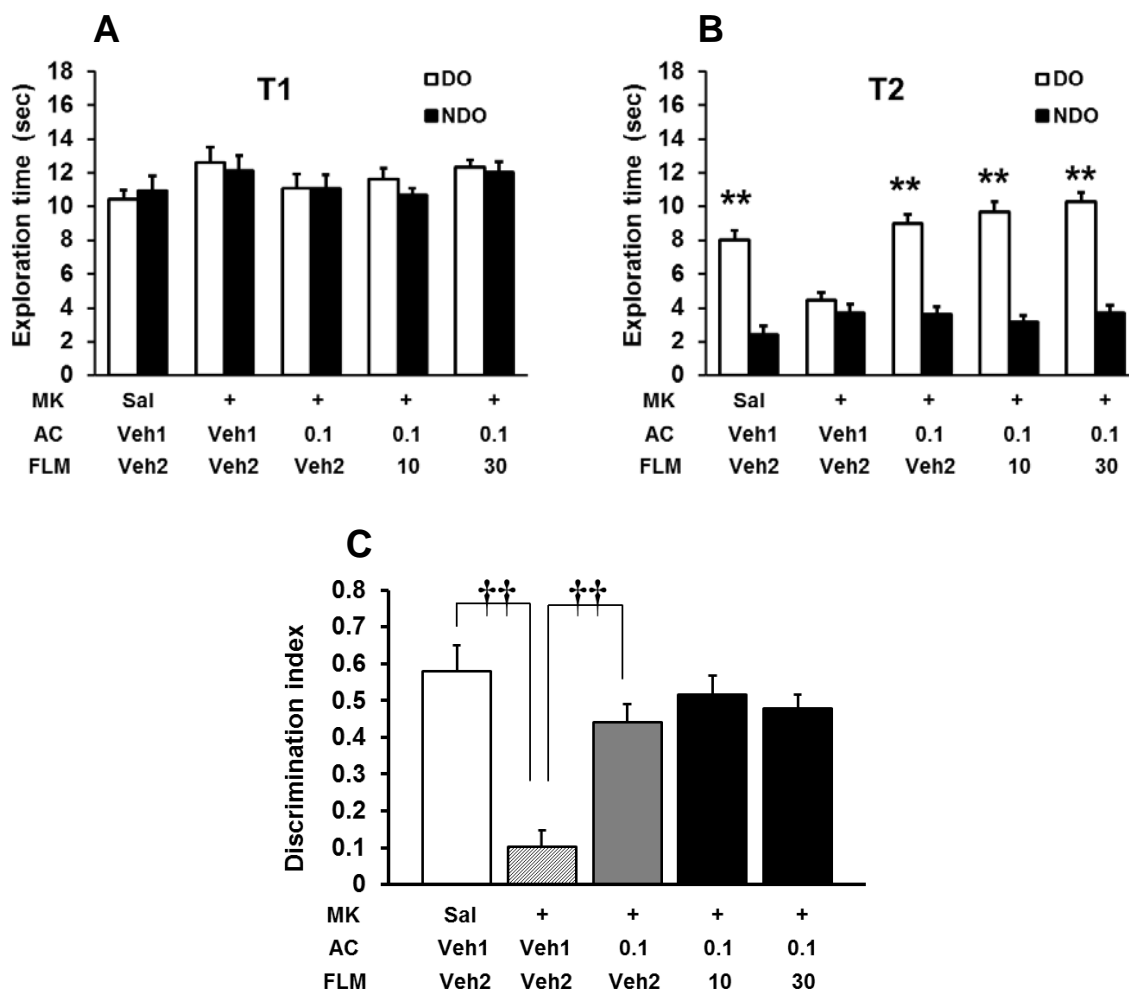 A
T1
DO
NDO
Exploration time (sec)
18
16
14
12
10
8
6
4
2
0
MK Sal + + + +
AC Veh1 Veh1 0.1 0.1 0.1
FLM Veh2 Veh2 Veh2 10 30
B
T2
DO
NDO
Exploration time (sec)
18
16
14
12
10
8
6
4
2
0
** ** ** **
MK Sal + + + +
AC Veh1 Veh1 0.1 0.1 0.1
FLM Veh2 Veh2 Veh2 10 30
C
Discrimination index
0.8
0.7
0.6
0.5
0.4
0.3
0.2
0.1
0
†† ††
MK Sal + + + +
AC Veh1 Veh1 0.1 0.1 0.1
FLM Veh2 Veh2 Veh2 10 30